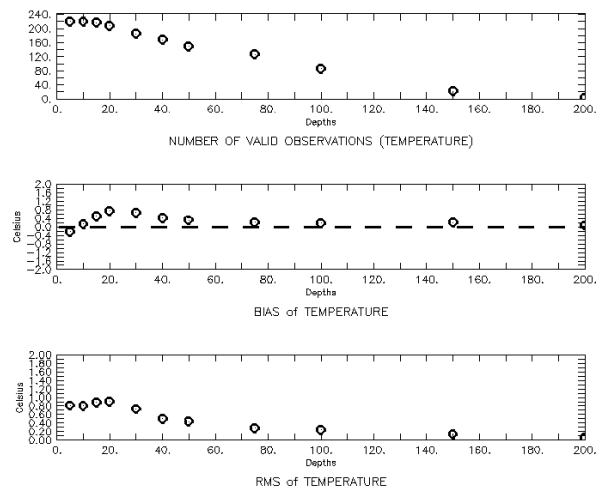 240.
200.
160.
120.
80.
40.
0.
0. 20. 40. 60. 80. 100. 120. 140. 160. 180. 200.
Depths
NUMBER OF VALID OBSERVATIONS (TEMPERATURE)
Celsius
2.0
1.6
1.2
0.8
0.4
0.0
-0.4
-0.8
-1.2
-1.6
-2.0
0. 20. 40. 60. 80. 100. 120. 140. 160. 180. 200.
Depths
BIAS of TEMPERATURE
Celsius
2.00
1.80
1.60
1.40
1.20
1.00
0.80
0.60
0.40
0.20
0.00
0. 20. 40. 60. 80. 100. 120. 140. 160. 180. 200.
Depths
RMS of TEMPERATURE